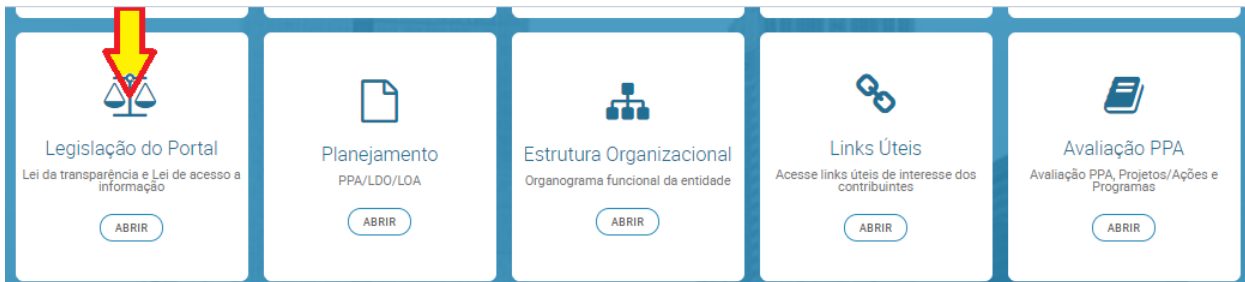 Legislação do Portal
Lei da transparência e Lei de acesso a
informação
ABRIR
Planejamento
PPA/LDO/LOA
ABRIR
Estrutura Organizacional
Organograma funcional da entidade
ABRIR
Links Úteis
Acesse links úteis de interesse dos
contribuintes
ABRIR
Avaliação PPA
Avaliação PPA, Projetos/Ações e
Programas
ABRIR